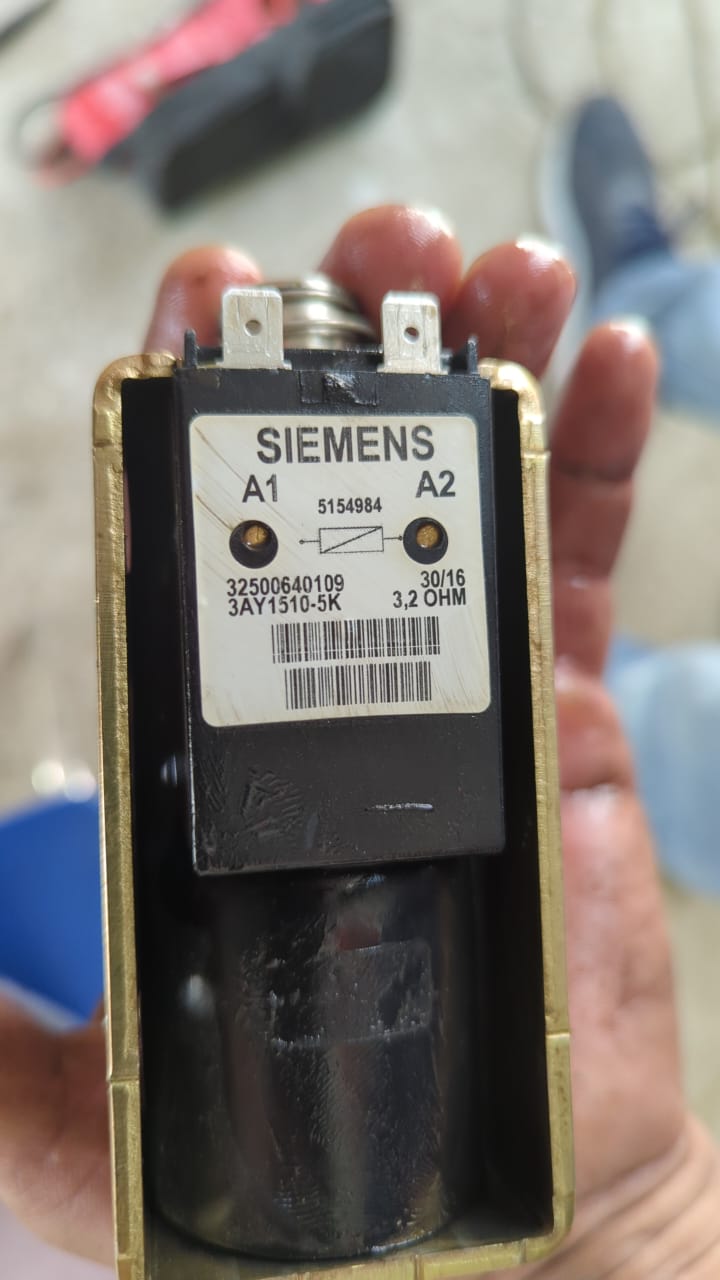 SIEMENS
A1 A2
5154984
32500640109 30/16
3AY1510-5K 3,2 OHM